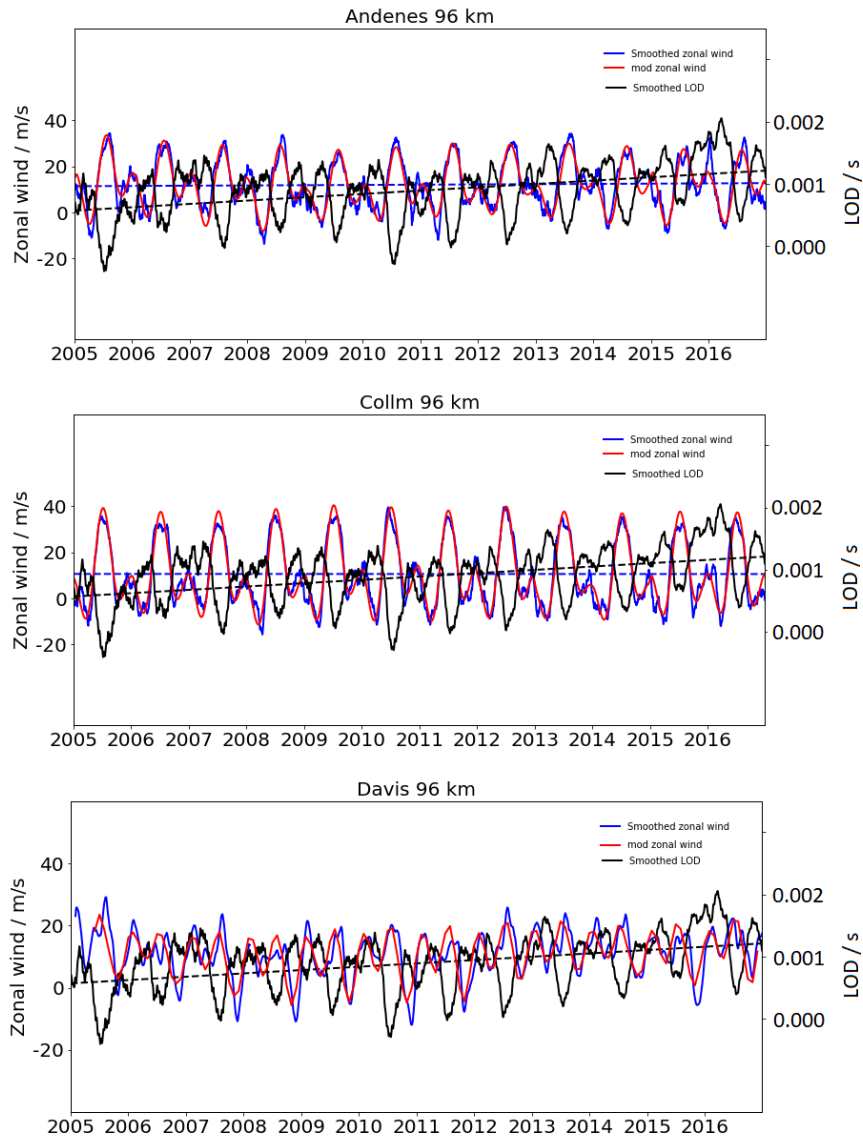 Andenes 96 km
Smoothed zonal wind
mod zonal wind
Smoothed LOD
Zonal wind / m/s
40
20
0
-20
0.002
0.001
0.000
LOD / s
2005 2006 2007 2008 2009 2010 2011 2012 2013 2014 2015 2016
Collm 96 km
Smoothed zonal wind
mod zonal wind
Smoothed LOD
Zonal wind / m/s
40
20
0
-20
0.002
0.001
0.000
LOD / s
2005 2006 2007 2008 2009 2010 2011 2012 2013 2014 2015 2016
Davis 96 km
Smoothed zonal wind
mod zonal wind
Smoothed LOD
Zonal wind / m/s
40
20
0
-20
0.002
0.001
0.000
LOD / s
2005 2006 2007 2008 2009 2010 2011 2012 2013 2014 2015 2016